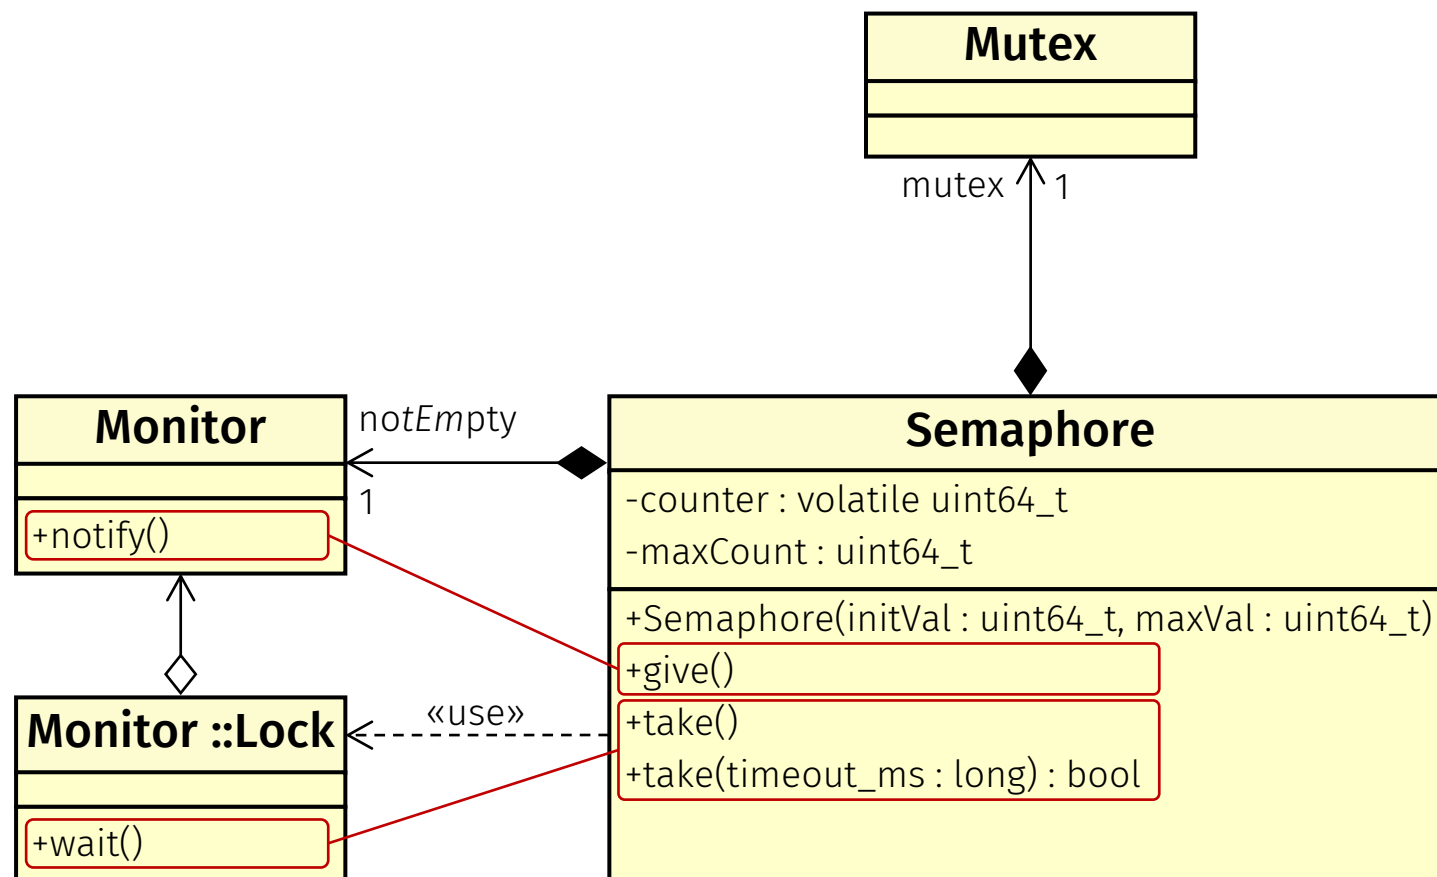 Mutex
mutex 1
Monitor
notEmpty
1
+notify()
Semaphore
-counter : volatile uint64_t
-maxCount : uint64_t
+Semaphore(initVal : uint64_t, maxVal : uint64_t)
+give()
+take()
+take(timeout_ms : long) : bool
«use»
Monitor ::Lock
+wait()